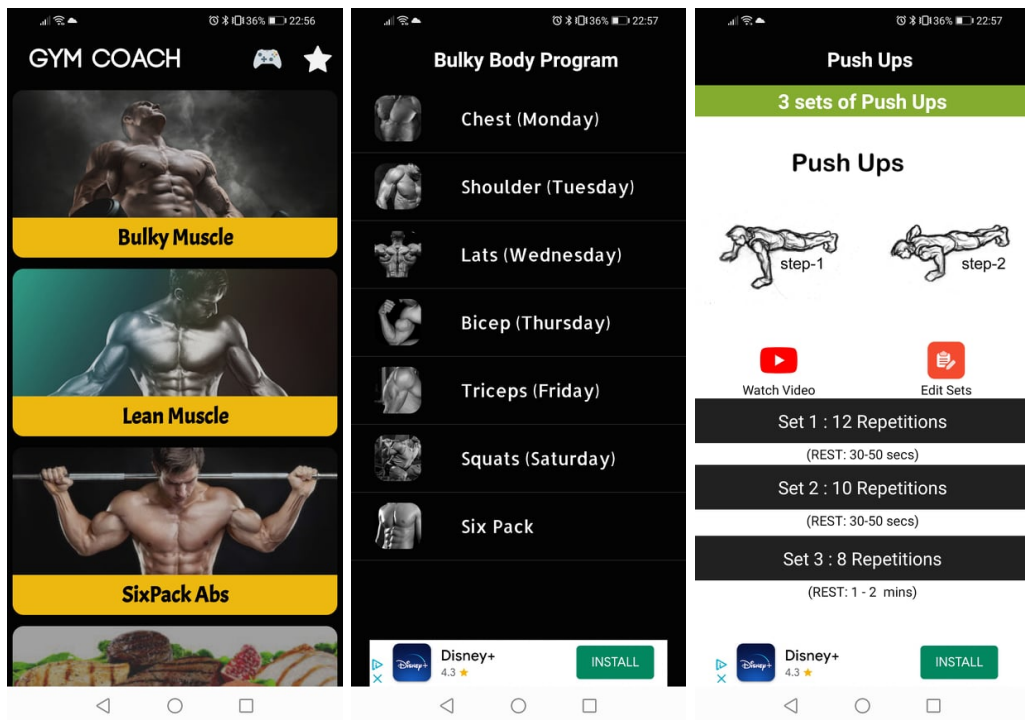 36% 22:56
GYM COACH
Bulky Muscle
Lean Muscle
SixPack Abs
36% 22:57
Bulky Body Program
Chest (Monday)
Shoulder (Tuesday)
Lats (Wednesday)
Bicep (Thursday)
Triceps (Friday)
Squats (Saturday)
Six Pack
Disney+
Disney+
4.3 ★
INSTALL
36% 22:57
Push Ups
3 sets of Push Ups
Push Ups
step-1
step-2
Watch Video
Edit Sets
Set 1 : 12 Repetitions
(REST: 30-50 secs)
Set 2 : 10 Repetitions
(REST: 30-50 secs)
Set 3 : 8 Repetitions
(REST: 1 - 2 mins)
Disney+
Disney+
4.3 ★
INSTALL